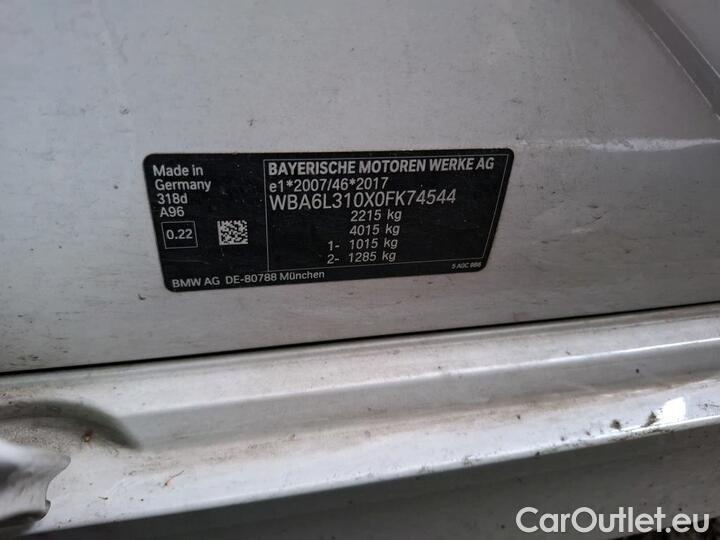 Made in
Germany
318d
A96
0.22
BAYERISCHE MOTOREN WERKE AG
e1*2007/46*2017
WBA6L310X0FK74544
2215 kg
4015 kg
1- 1015 kg
2- 1285 kg
BMW AG DE-80788 München
CarOutlet.eu